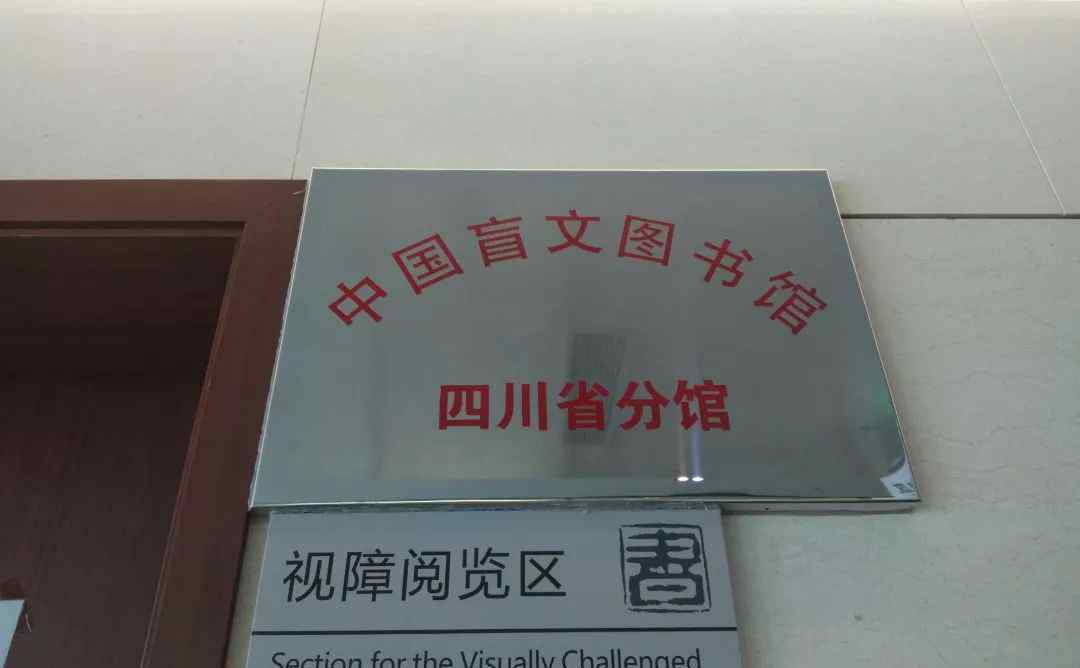 中国盲文图书馆
四川省分馆
视障阅览区
書
Section for the Visually Challenged